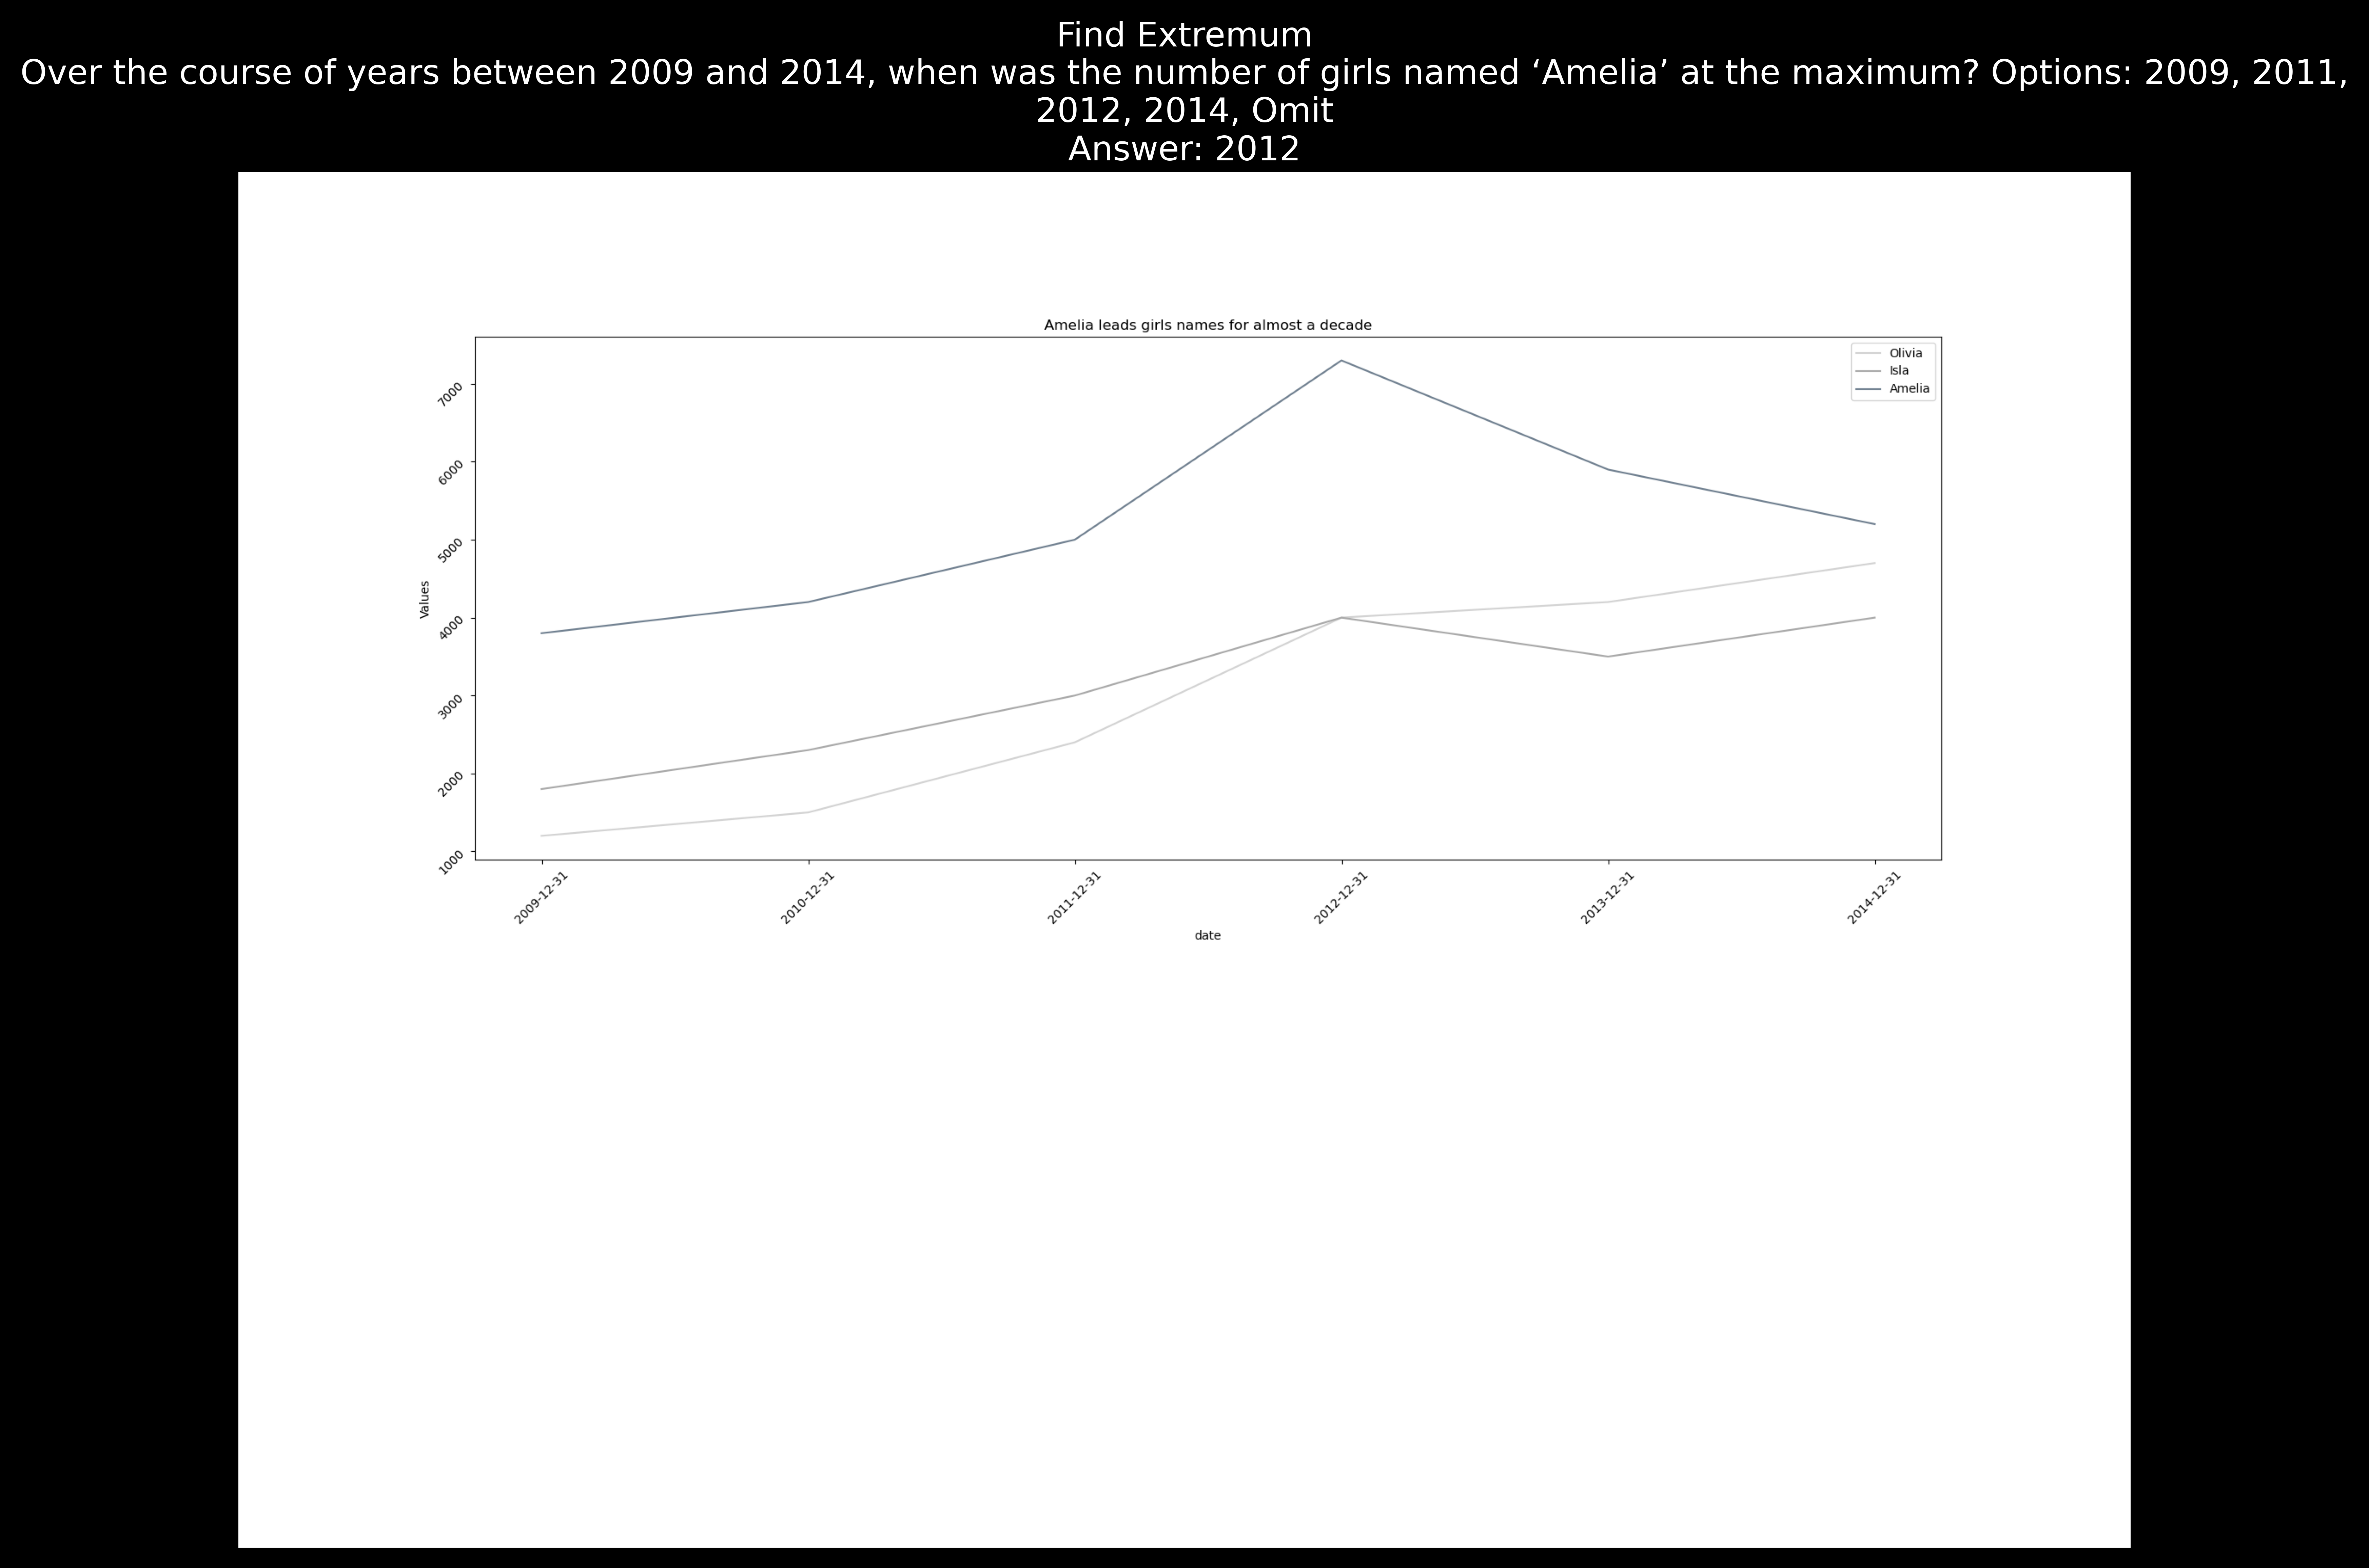 Find Extremum
Over the course of years between 2009 and 2014, when was the number of girls named ‘Amelia’ at the maximum? Options: 2009, 2011,
2012, 2014, Omit
Answer: 2012
Amelia leads girls names for almost a decade
Olivia
Isla
Amelia
7000
6000
5000
4000
3000
2000
1000
Values
2009-12-31
2010-12-31
2011-12-31
2012-12-31
2013-12-31
2014-12-31
date